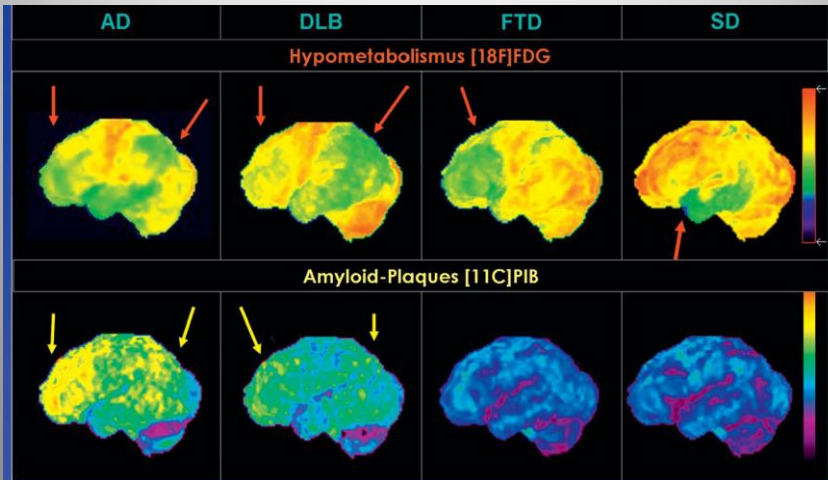 AD DLB FTD SD
Hypometabolismus [18F]FDG
Amyloid-Plaques [11C]PIB